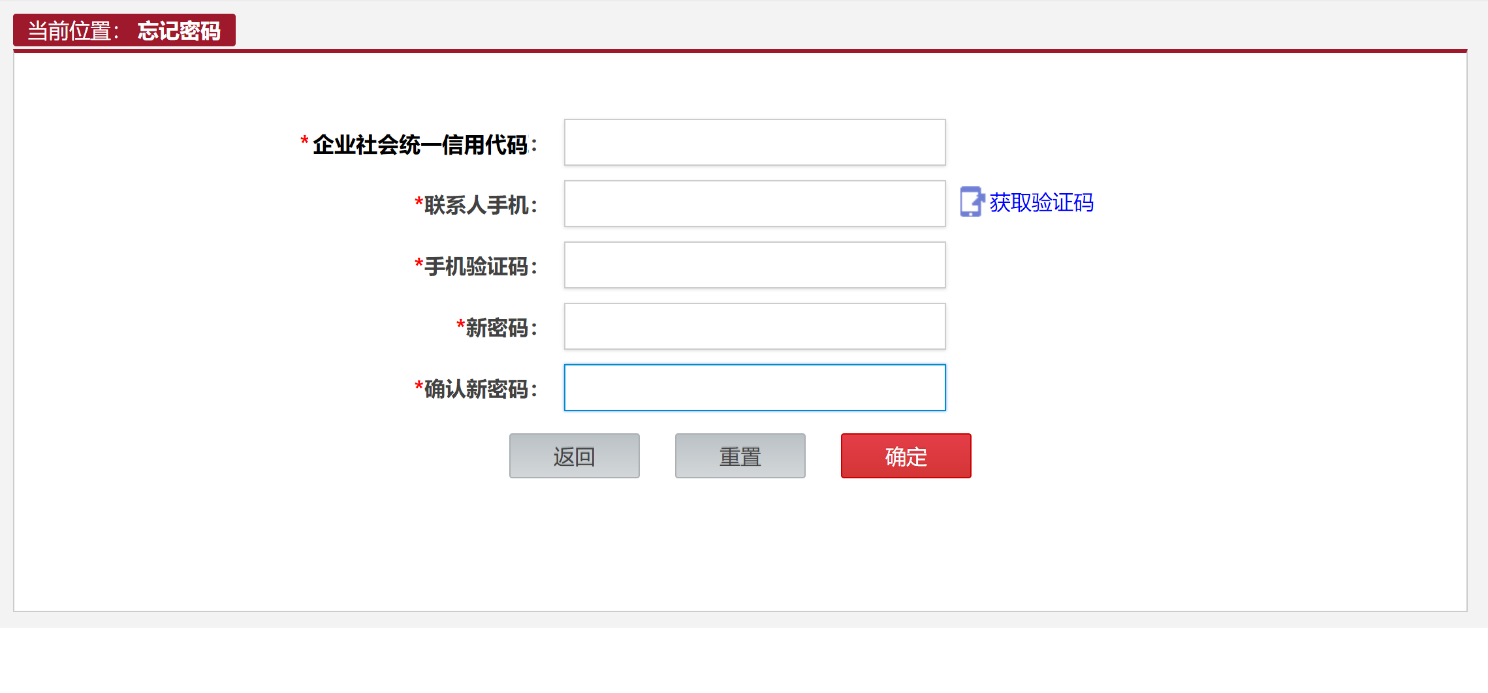 当前位置： 忘记密码
*企业社会统一信用代码：
*联系人手机： 获取验证码
*手机验证码：
*新密码：
*确认新密码：
返回 重置 确定